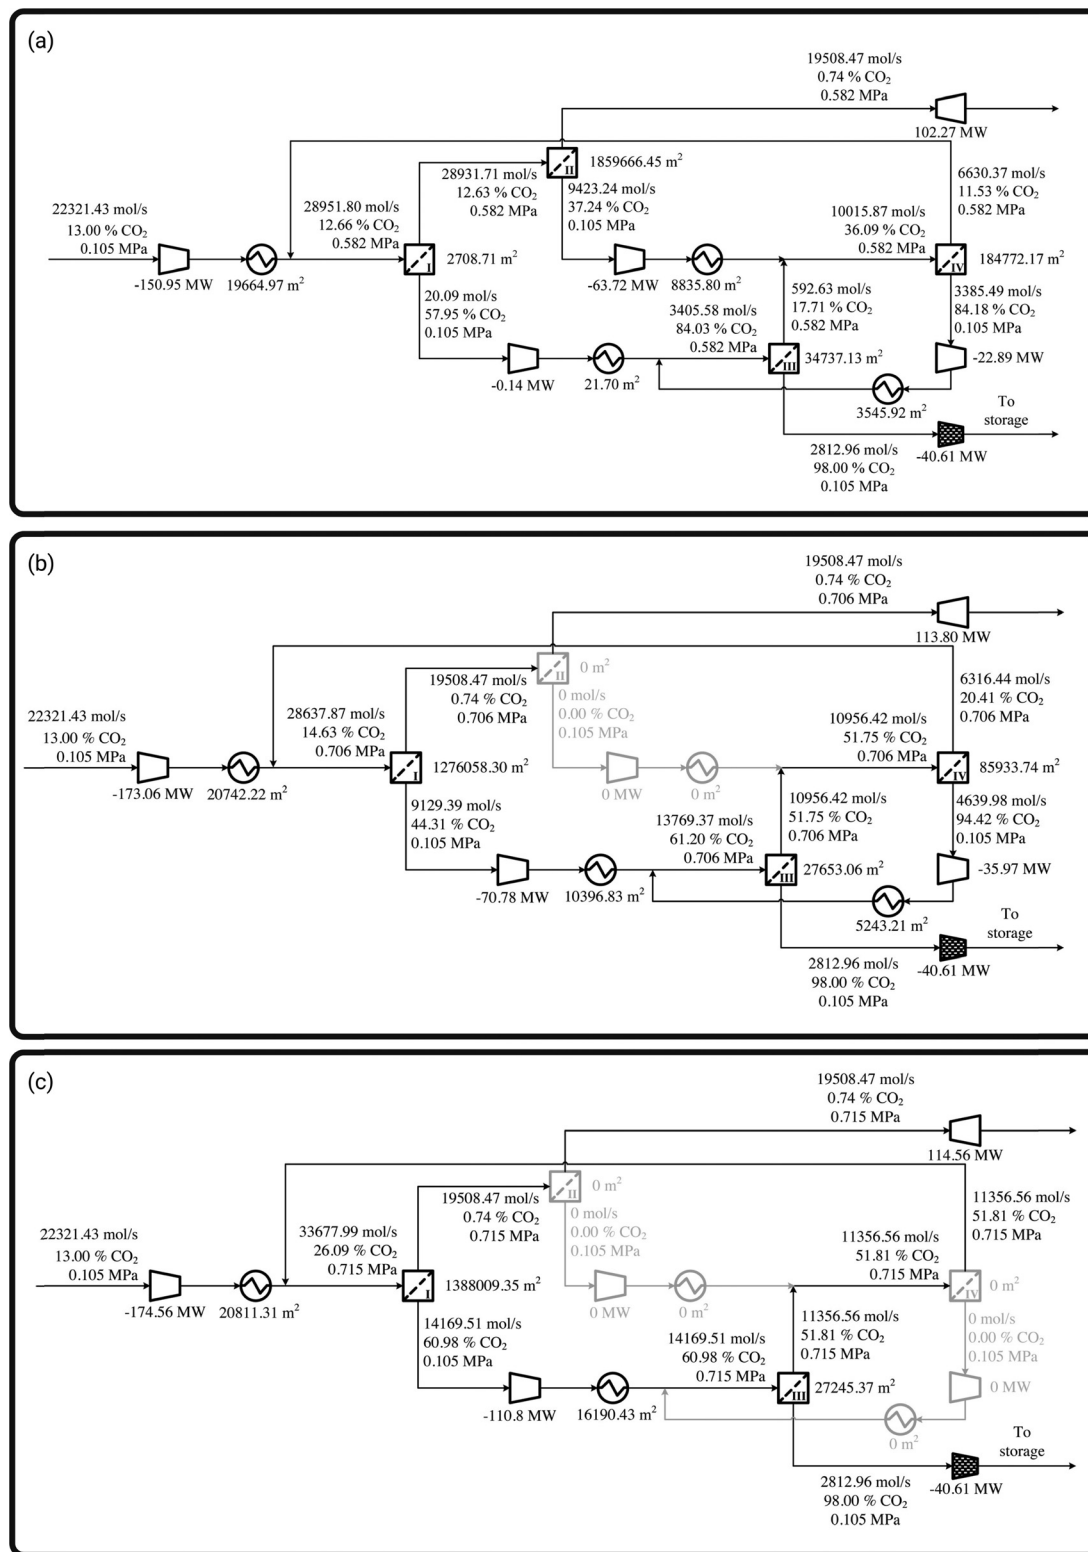 (a)
19508.47 mol/s
0.74 % CO₂
0.582 MPa
102.27 MW
II
1859666.45 m²
28931.71 mol/s
12.63 % CO₂
0.582 MPa
9423.24 mol/s
37.24 % CO₂
0.105 MPa
6630.37 mol/s
11.53 % CO₂
0.582 MPa
22321.43 mol/s
13.00 % CO₂
0.105 MPa
28951.80 mol/s
12.66 % CO₂
0.582 MPa
10015.87 mol/s
36.09 % CO₂
0.582 MPa
-150.95 MW
19664.97 m²
I
2708.71 m²
-63.72 MW
8835.80 m²
IV
184772.17 m²
20.09 mol/s
57.95 % CO₂
0.105 MPa
3405.58 mol/s
84.03 % CO₂
0.582 MPa
592.63 mol/s
17.71 % CO₂
0.582 MPa
3385.49 mol/s
84.18 % CO₂
0.105 MPa
-0.14 MW
21.70 m²
III
34737.13 m²
-22.89 MW
3545.92 m²
To
storage
-40.61 MW
2812.96 mol/s
98.00 % CO₂
0.105 MPa
(b)
19508.47 mol/s
0.74 % CO₂
0.706 MPa
113.80 MW
II
0 m²
19508.47 mol/s
0.74 % CO₂
0.706 MPa
0 mol/s
0.00 % CO₂
0.105 MPa
6316.44 mol/s
20.41 % CO₂
0.706 MPa
22321.43 mol/s
13.00 % CO₂
0.105 MPa
28637.87 mol/s
14.63 % CO₂
0.706 MPa
10956.42 mol/s
51.75 % CO₂
0.706 MPa
-173.06 MW
20742.22 m²
I
1276058.30 m²
0 MW
0 m²
IV
85933.74 m²
9129.39 mol/s
44.31 % CO₂
0.105 MPa
13769.37 mol/s
61.20 % CO₂
0.706 MPa
10956.42 mol/s
51.75 % CO₂
0.706 MPa
4639.98 mol/s
94.42 % CO₂
0.105 MPa
-70.78 MW
10396.83 m²
III
27653.06 m²
-35.97 MW
5243.21 m²
To
storage
-40.61 MW
2812.96 mol/s
98.00 % CO₂
0.105 MPa
(c)
19508.47 mol/s
0.74 % CO₂
0.715 MPa
114.56 MW
II
0 m²
19508.47 mol/s
0.74 % CO₂
0.715 MPa
0 mol/s
0.00 % CO₂
0.105 MPa
11356.56 mol/s
51.81 % CO₂
0.715 MPa
22321.43 mol/s
13.00 % CO₂
0.105 MPa
33677.99 mol/s
26.09 % CO₂
0.715 MPa
11356.56 mol/s
51.81 % CO₂
0.715 MPa
-174.56 MW
20811.31 m²
I
1388009.35 m²
0 MW
0 m²
IV
0 m²
14169.51 mol/s
60.98 % CO₂
0.105 MPa
14169.51 mol/s
60.98 % CO₂
0.715 MPa
11356.56 mol/s
51.81 % CO₂
0.715 MPa
0 mol/s
0.00 % CO₂
0.105 MPa
-110.8 MW
16190.43 m²
III
27245.37 m²
0 MW
0 m²
To
storage
-40.61 MW
2812.96 mol/s
98.00 % CO₂
0.105 MPa